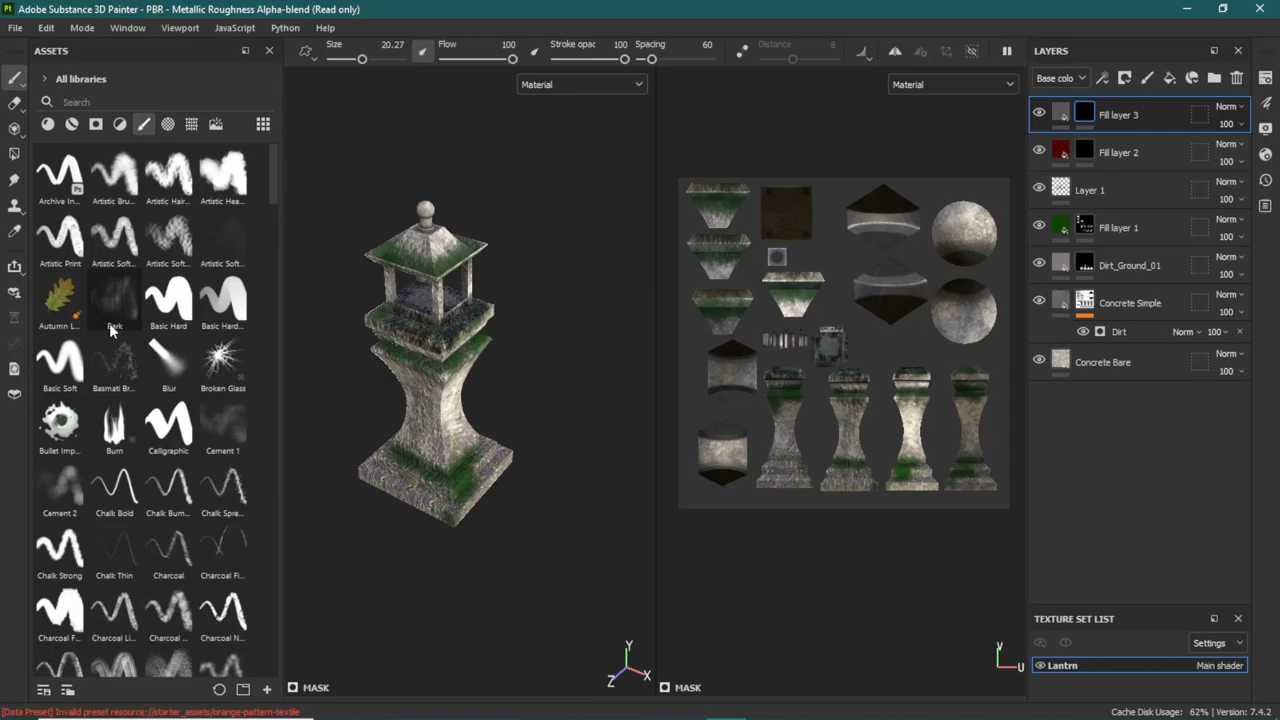 Adobe Substance 3D Painter - PBR - Metallic Roughness Alpha-blend (Read only)
File Edit Mode Window Viewport JavaScript Python Help
ASSETS
Size 20.27 Flow 100 Stroke opac 100 Spacing 60 Distance 8
LAYERS
All libraries
Search
Material
Material
Base colo
Archive In... Artistic Bru... Artistic Hair... Artistic Hea...
Artistic Print Artistic Soft... Artistic Soft... Artistic Soft...
Autumn L... Dark Basic Hard Basic Hard...
Basic Soft Basmati Br... Blur Broken Glass
Bullet Imp... Burn Calligraphic Cement 1
Cement 2 Chalk Bold Chalk Bum... Chalk Spre...
Chalk Strong Chalk Thin Charcoal Charcoal Fi...
Charcoal F... Charcoal Li... Charcoal ... Charcoal N...
Fill layer 3 Norm 100
Fill layer 2 Norm 100
Layer 1 Norm 100
Fill layer 1 Norm 100
Dirt_Ground_01 Norm 100
Concrete Simple Norm 100
Dirt Norm 100
Concrete Bare Norm 100
Y
X
Z
V
U
MASK
MASK
TEXTURE SET LIST
Settings
Lantrn Main shader
[Data Preset] Invalid preset resource://starter_assets/orange-pattern-textile
Cache Disk Usage: 62% | Version: 7.4.2